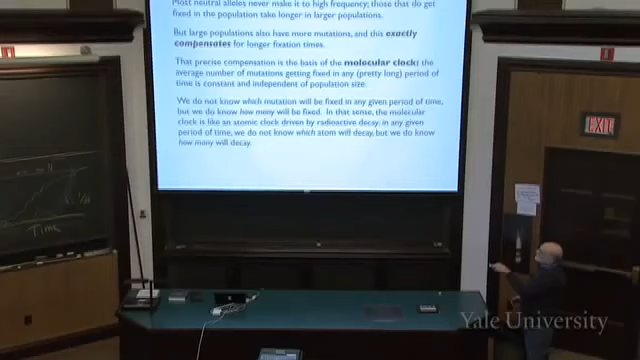 Most neutral alleles never make it to high frequency; those that do get
fixed in the population take longer in larger populations.
But large populations also have more mutations, and this exactly
compensates for longer fixation times.
That precise compensation is the basis of the molecular clock: the
average number of mutations getting fixed in any (pretty long) period of
time is constant and independent of population size.
We do not know which mutation will be fixed in any given period of time,
but we do know how many will be fixed. In that sense, the molecular
clock is like an atomic clock driven by radioactive decay: in any given
period of time, we do not know which atom will decay, but we do know
how many will decay.
EXIT
Time
Yale University